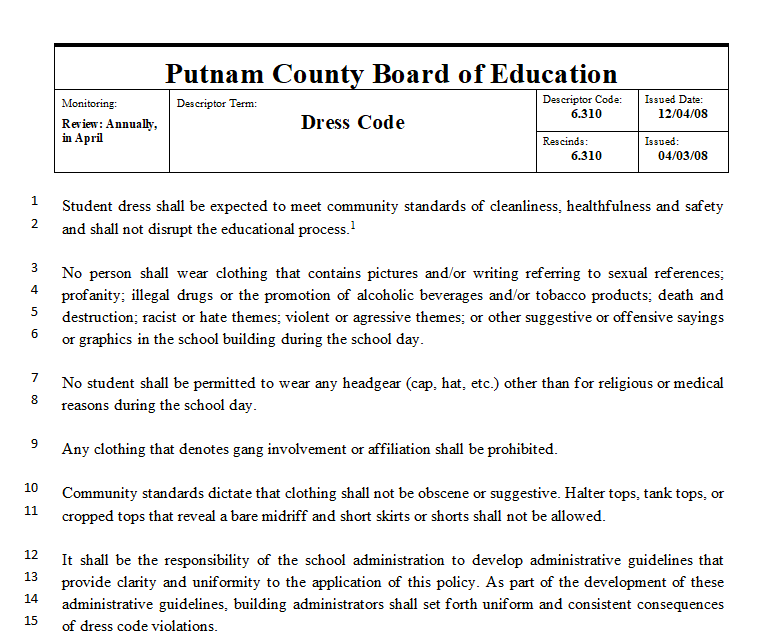 Putnam County Board of Education
Monitoring:
Review: Annually,
in April
Descriptor Term:
Dress Code
Descriptor Code:
6.310
Issued Date:
12/04/08
Rescinds:
6.310
Issued:
04/03/08
1 Student dress shall be expected to meet community standards of cleanliness, healthfulness and safety
2 and shall not disrupt the educational process.1
3 No person shall wear clothing that contains pictures and/or writing referring to sexual references;
4 profanity; illegal drugs or the promotion of alcoholic beverages and/or tobacco products; death and
5 destruction; racist or hate themes; violent or agressive themes; or other suggestive or offensive sayings
6 or graphics in the school building during the school day.
7 No student shall be permitted to wear any headgear (cap, hat, etc.) other than for religious or medical
8 reasons during the school day.
9 Any clothing that denotes gang involvement or affiliation shall be prohibited.
10 Community standards dictate that clothing shall not be obscene or suggestive. Halter tops, tank tops, or
11 cropped tops that reveal a bare midriff and short skirts or shorts shall not be allowed.
12 It shall be the responsibility of the school administration to develop administrative guidelines that
13 provide clarity and uniformity to the application of this policy. As part of the development of these
14 administrative guidelines, building administrators shall set forth uniform and consistent consequences
15 of dress code violations.